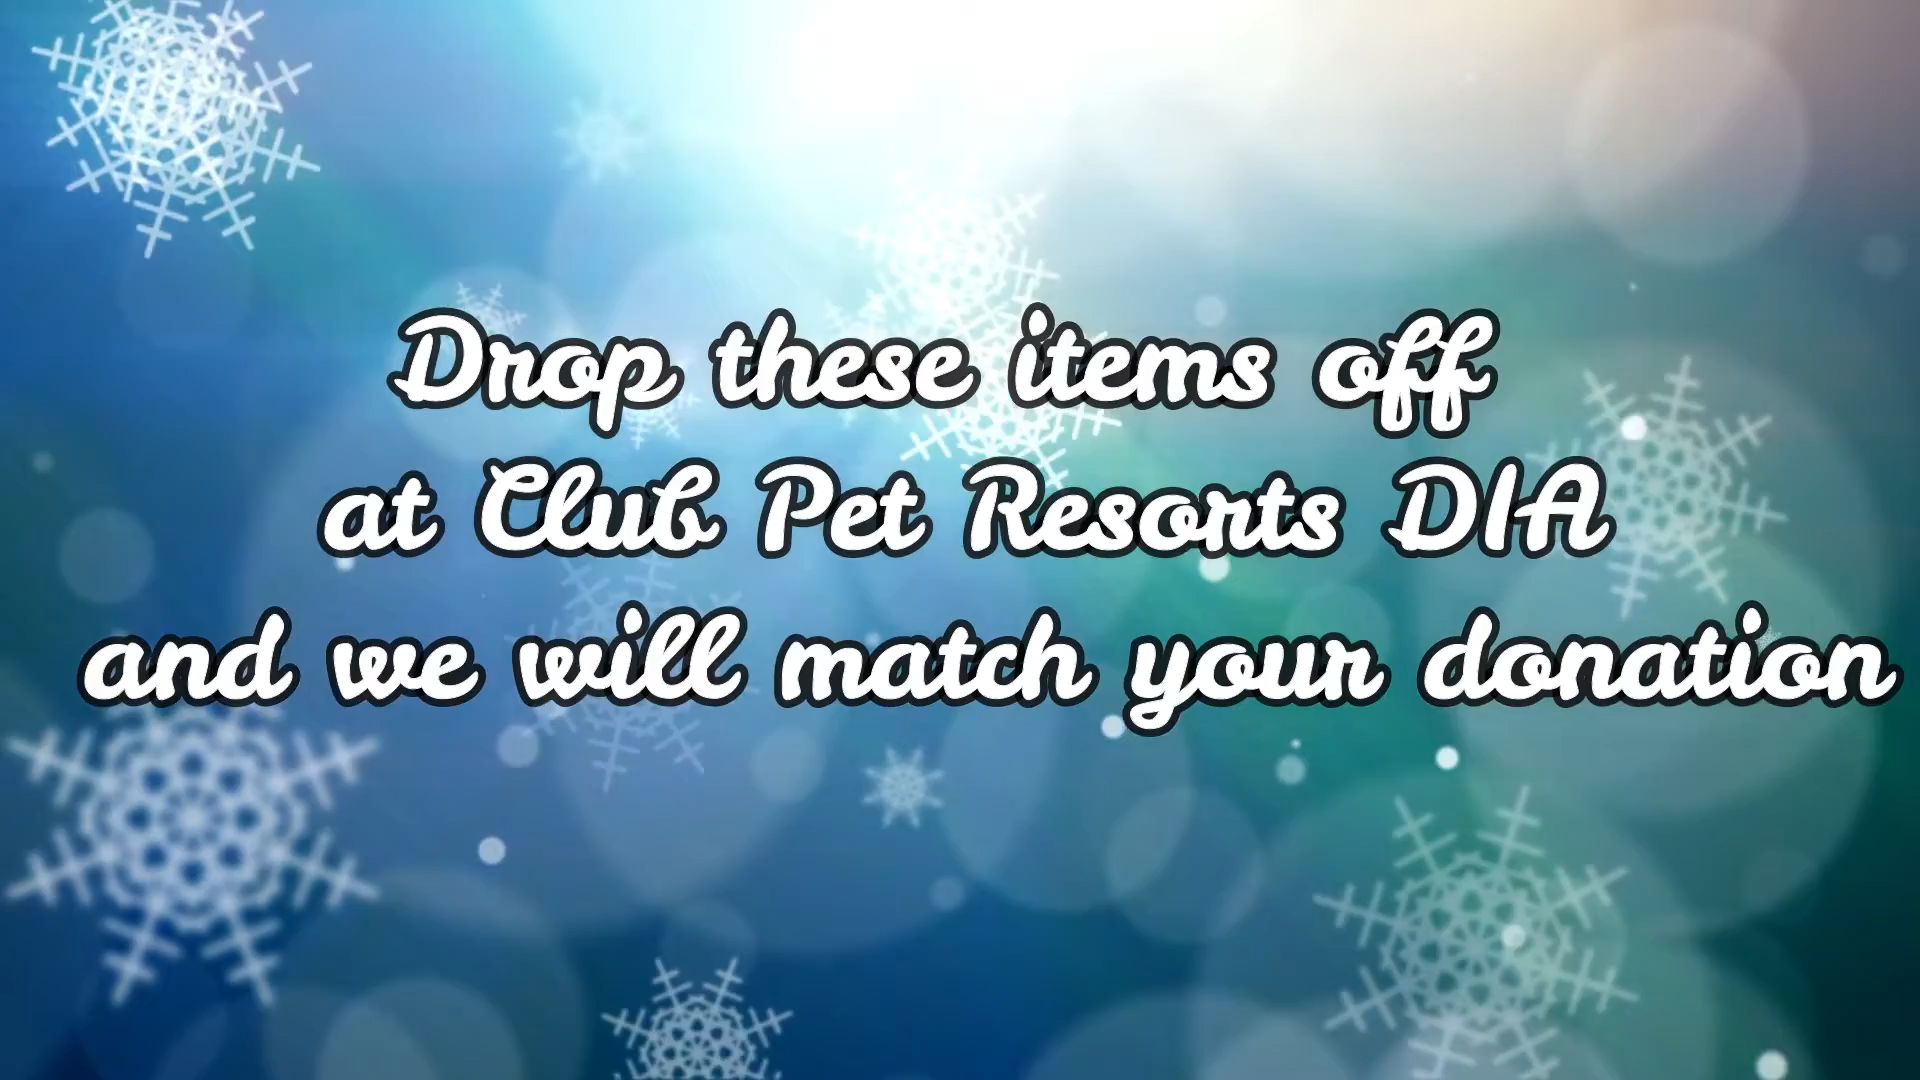 Drop these items off
at Club Pet Resorts DIA
and we will match your donation